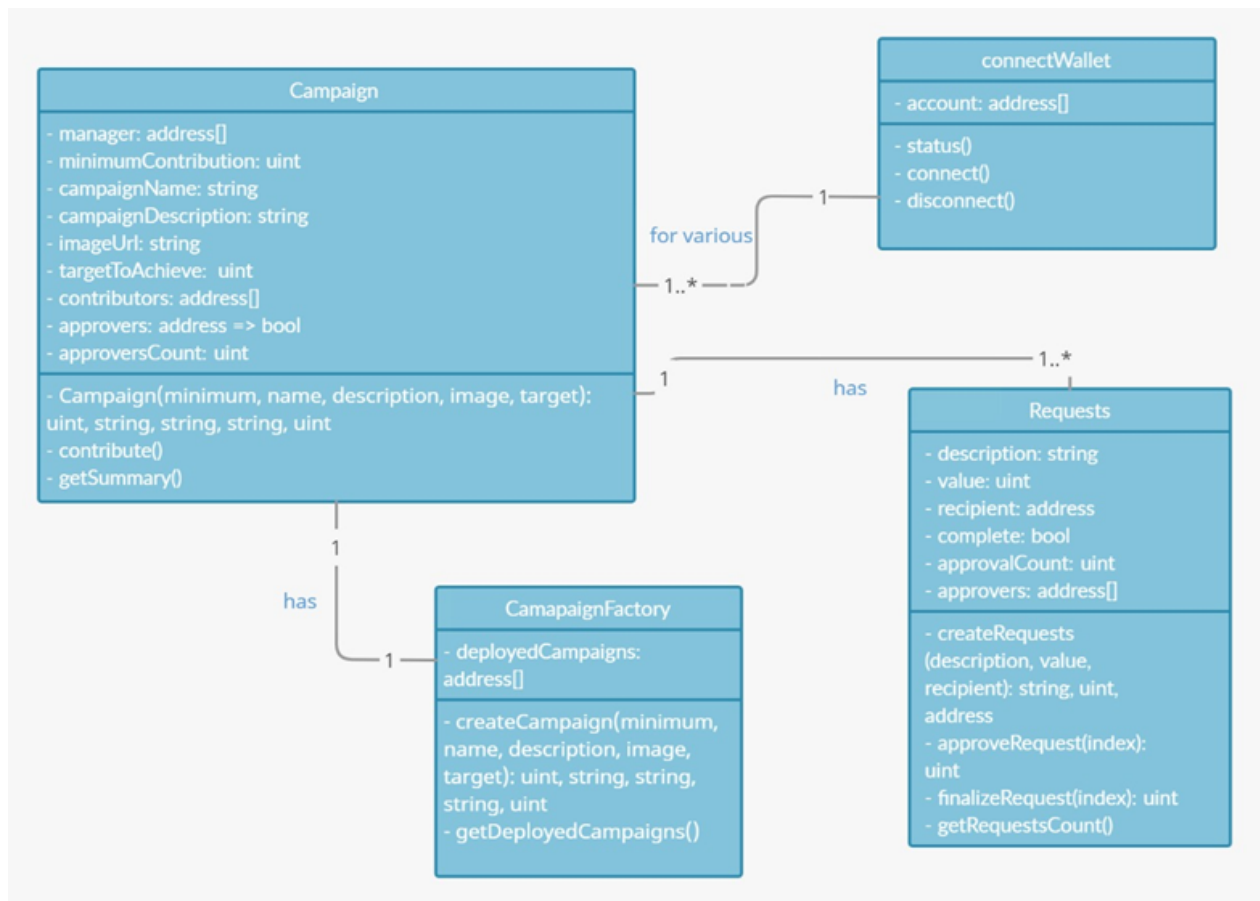 Campaign
- manager: address[]
- minimumContribution: uint
- campaignName: string
- campaignDescription: string
- imageUrl: string
- targetToAchieve: uint
- contributors: address[]
- approvers: address => bool
- approversCount: uint
- Campaign(minimum, name, description, image, target):
uint, string, string, string, uint
- contribute()
- getSummary()
connectWallet
- account: address[]
- status()
- connect()
- disconnect()
1
for various
1..*
1
has
1..*
Requests
- description: string
- value: uint
- recipient: address
- complete: bool
- approvalCount: uint
- approvers: address[]
- createRequests
(description, value,
recipient): string, uint,
address
- approveRequest(index):
uint
- finalizeRequest(index): uint
- getRequestsCount()
1
has
1
CamapaignFactory
- deployedCampaigns:
address[]
- createCampaign(minimum,
name, description, image,
target): uint, string, string,
string, uint
- getDeployedCampaigns()